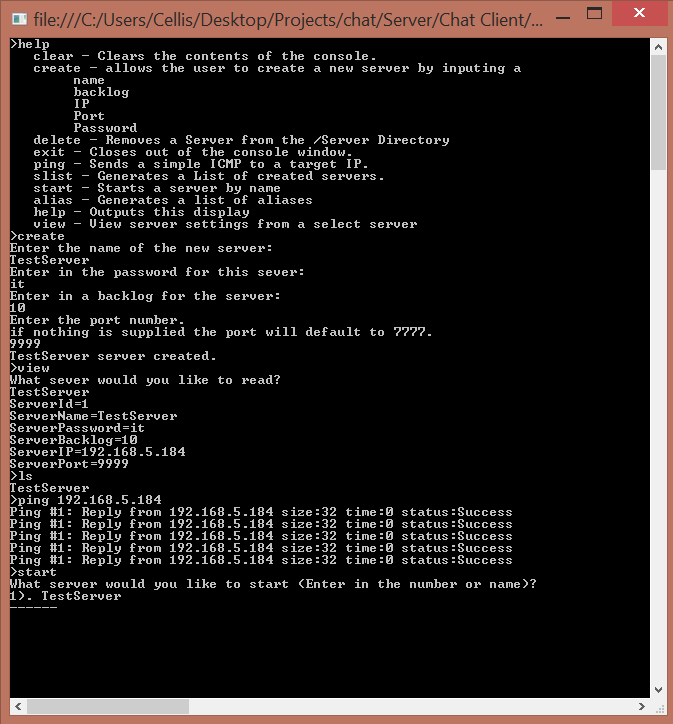 file:///C:/Users/Cellis/Desktop/Projects/chat/Server/Chat Client/...
>help
clear - Clears the contents of the console.
create - allows the user to create a new server by inputing a
name
backlog
IP
Port
Password
delete - Removes a Server from the /Server Directory
exit - Closes out of the console window.
ping - Sends a simple ICMP to a target IP.
slist - Generates a List of created servers.
start - Starts a server by name
alias - Generates a list of aliases
help - Outputs this display
view - View server settings from a select server
>create
Enter the name of the new server:
TestServer
Enter in the password for this sever:
it
Enter in a backlog for the server:
10
Enter the port number.
if nothing is supplied the port will default to 7777.
9999
TestServer server created.
>view
What sever would you like to read?
TestServer
ServerId=1
ServerName=TestServer
ServerPassword=it
ServerBacklog=10
ServerIP=192.168.5.184
ServerPort=9999
>ls
TestServer
>ping 192.168.5.184
Ping #1: Reply from 192.168.5.184 size:32 time:0 status:Success
Ping #1: Reply from 192.168.5.184 size:32 time:0 status:Success
Ping #1: Reply from 192.168.5.184 size:32 time:0 status:Success
Ping #1: Reply from 192.168.5.184 size:32 time:0 status:Success
Ping #1: Reply from 192.168.5.184 size:32 time:0 status:Success
>start
What server would you like to start (Enter in the number or name)?
1). TestServer
------